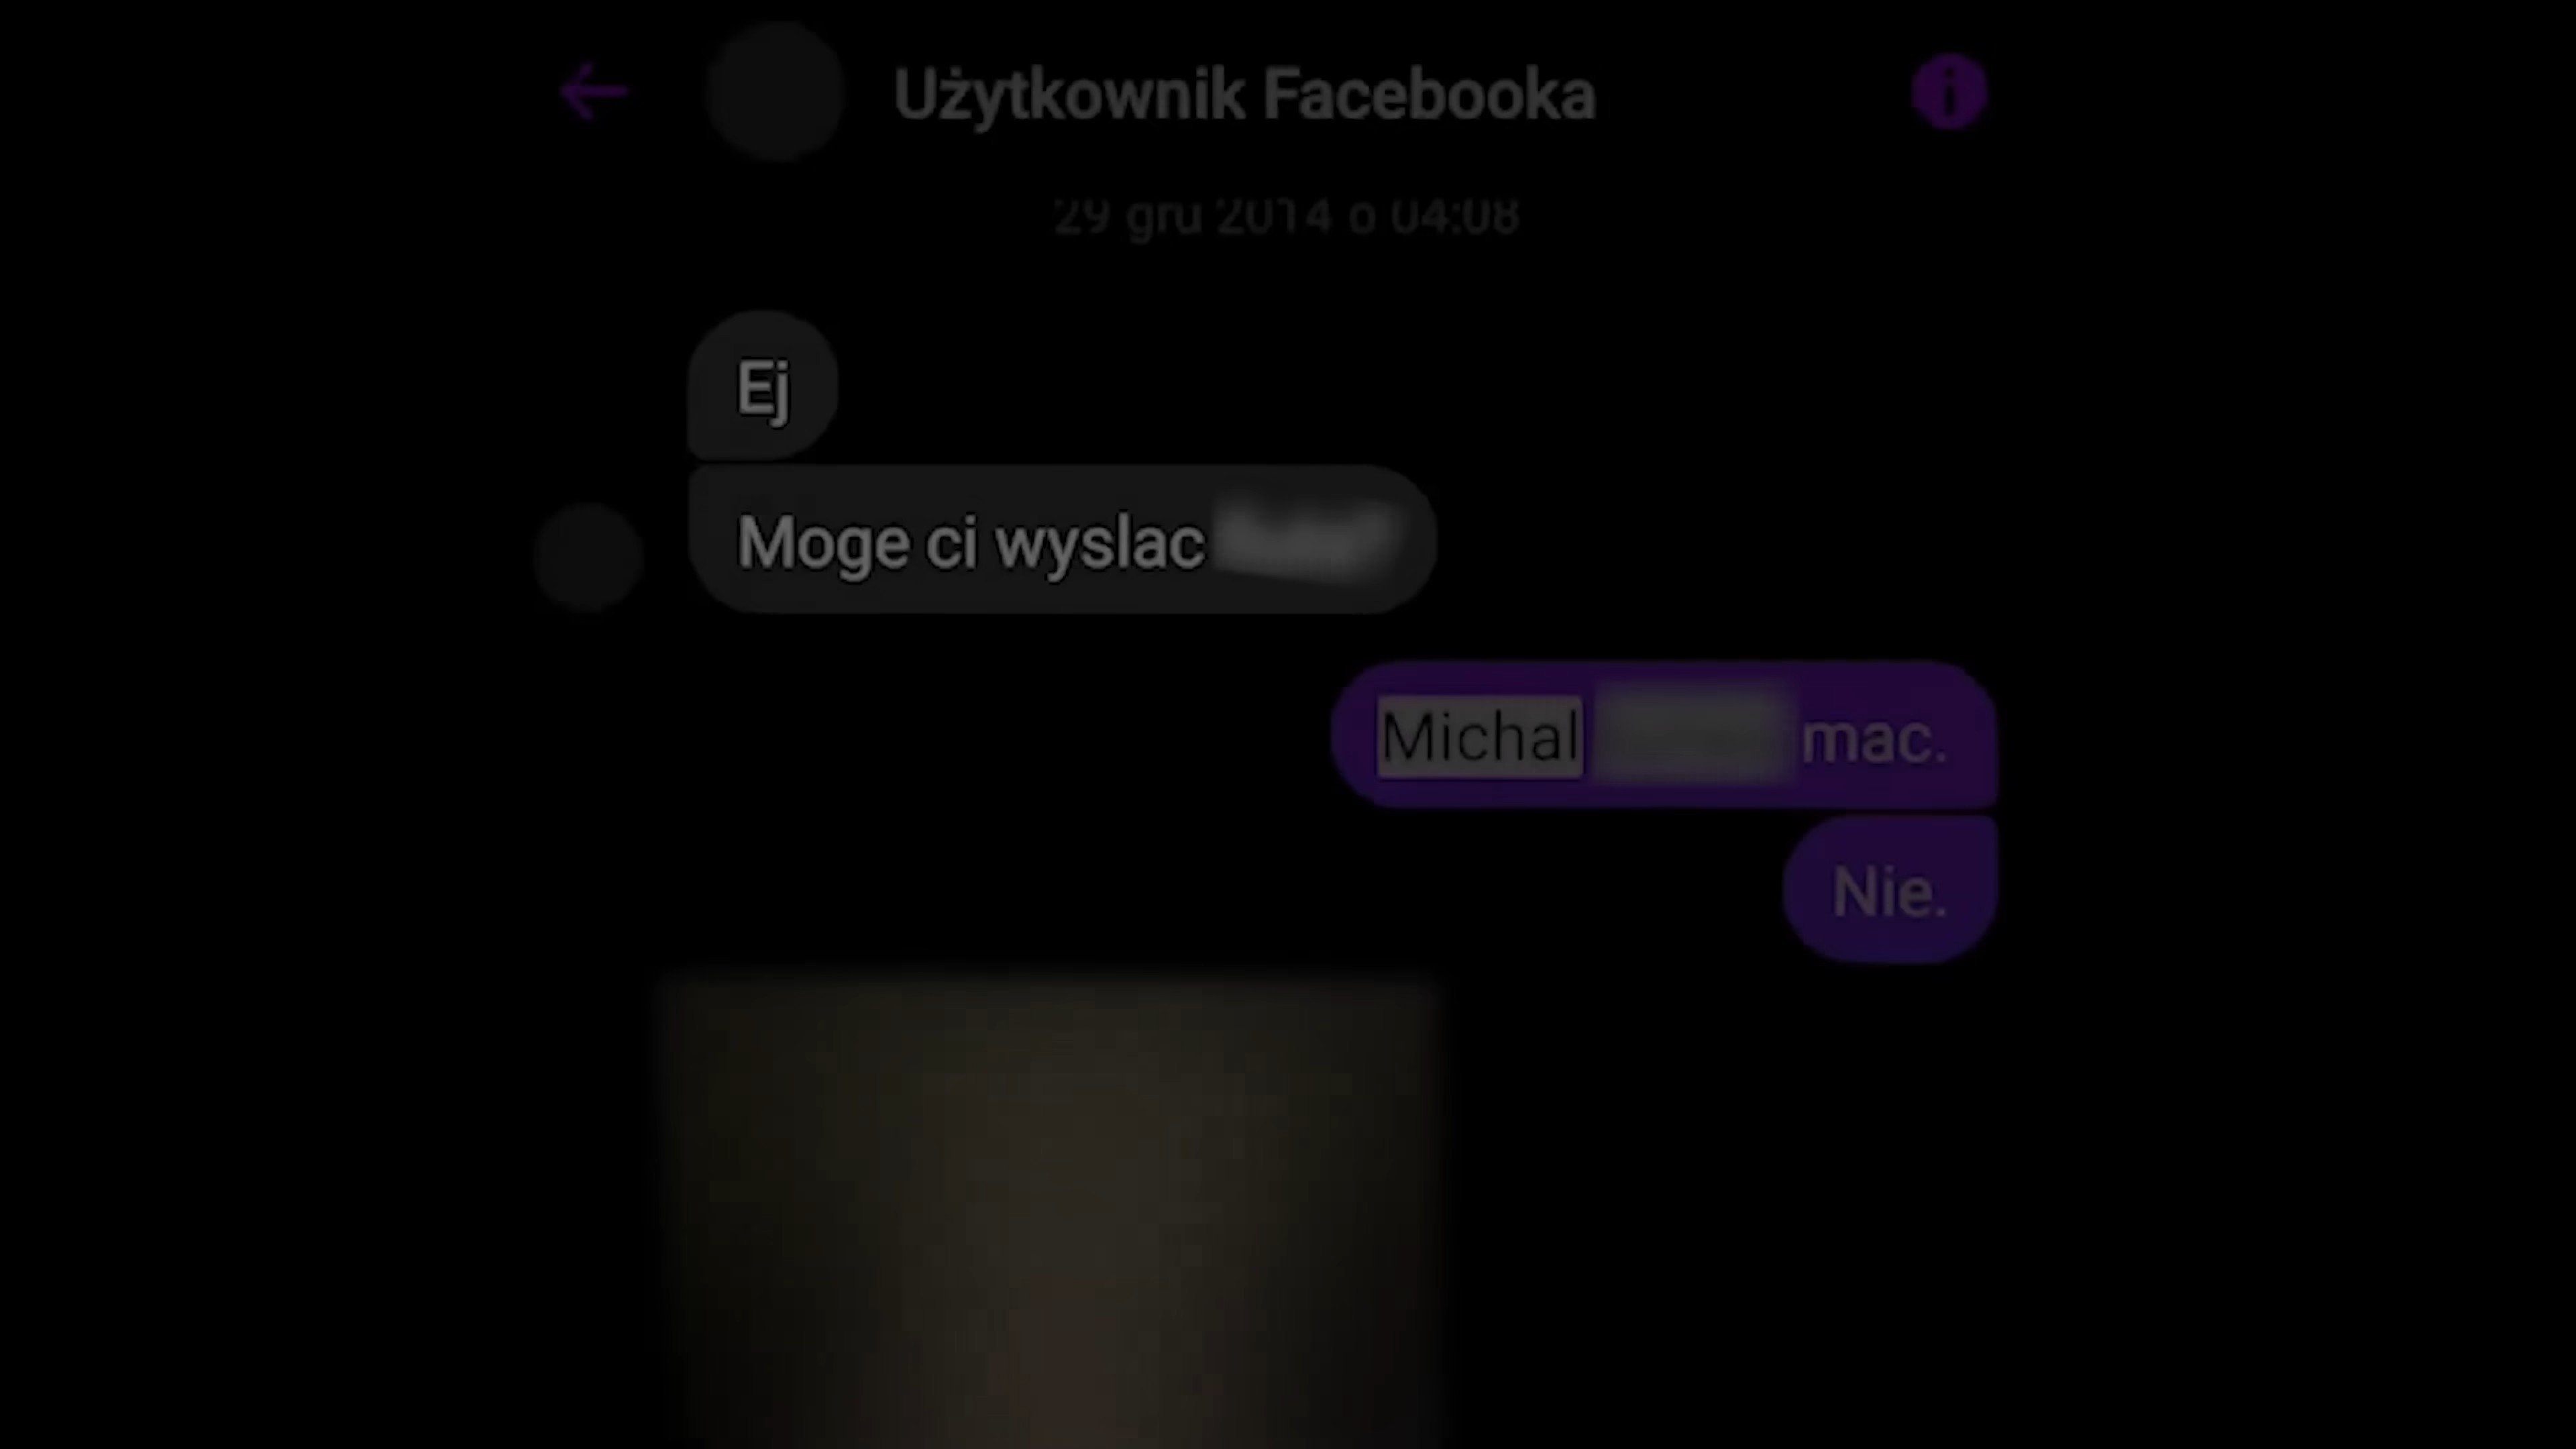 Użytkownik Facebooka
29 gru 2014 o 04:08
Ej
Moge ci wyslac
Michal mac.
Nie.